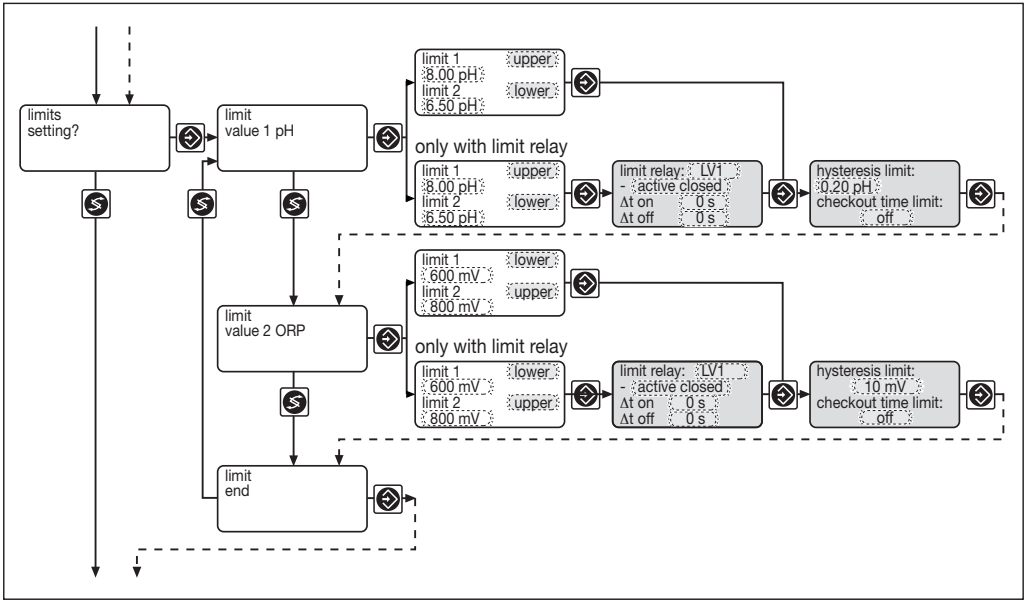 limits
setting?
limit
value 1 pH
limit 1 upper
8.00 pH
limit 2 lower
6.50 pH
only with limit relay
limit 1 upper
8.00 pH
limit 2 lower
6.50 pH
limit relay: LV1
- active closed
Δt on 0 s
Δt off 0 s
hysteresis limit:
0.20 pH
checkout time limit:
off
limit
value 2 ORP
limit 1 lower
600 mV
limit 2 upper
800 mV
only with limit relay
limit 1 lower
600 mV
limit 2 upper
800 mV
limit relay: LV1
- active closed
Δt on 0 s
Δt off 0 s
hysteresis limit:
10 mV
checkout time limit:
off
limit
end